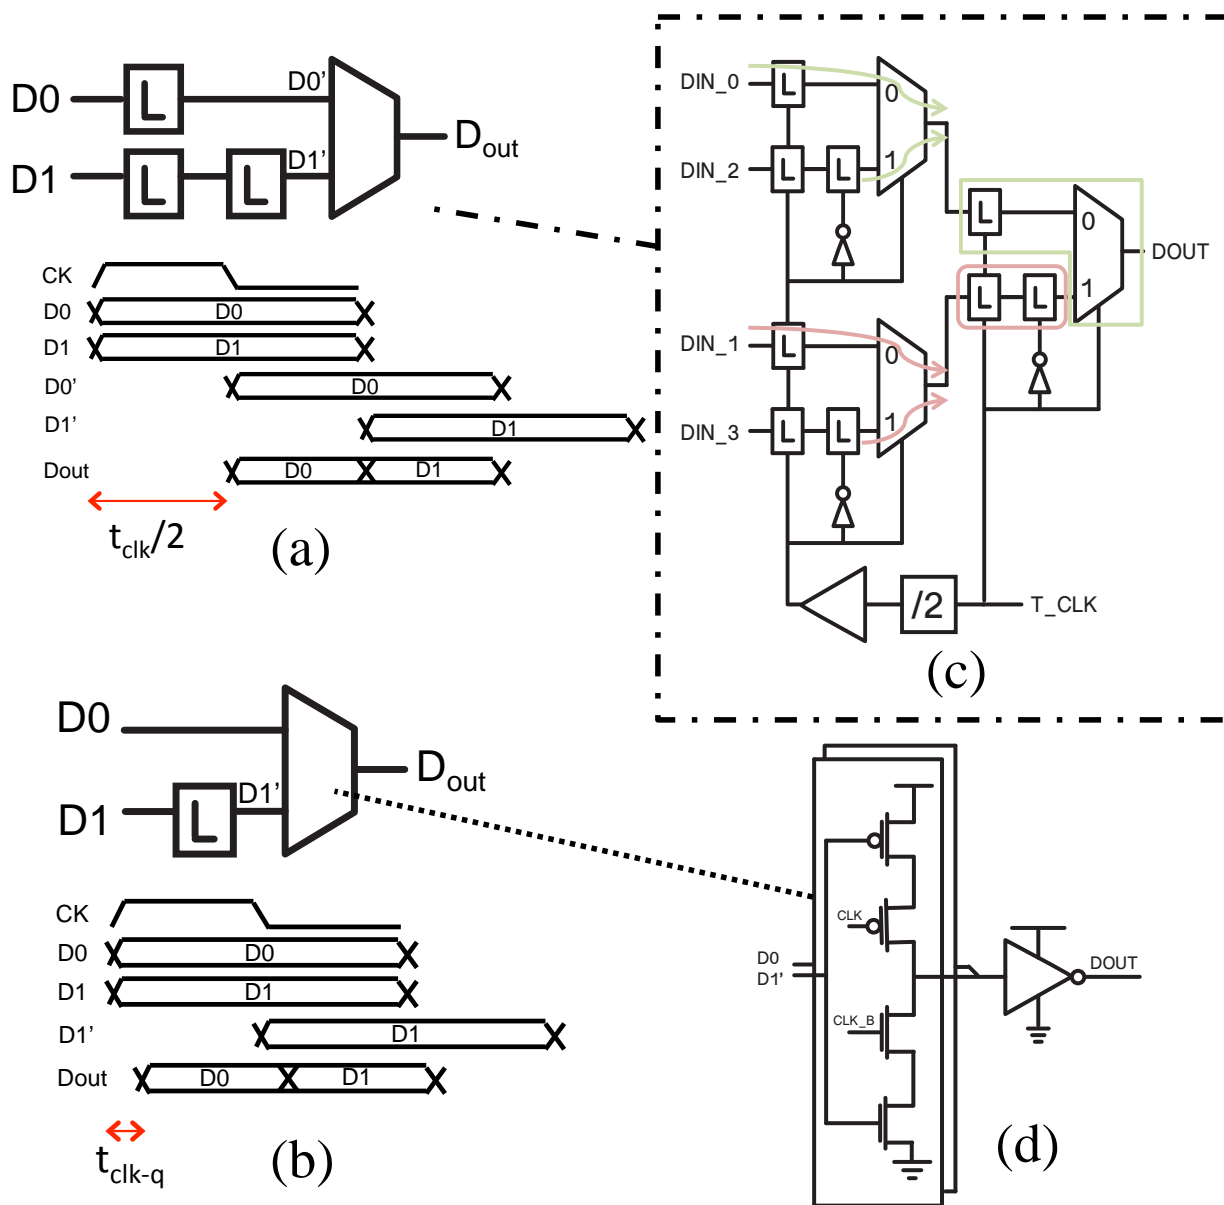 D0
L
D0'
D1
L
L
D1'
Dout
CK
D0
D0
D1
D1
D0'
D0
D1'
D1
Dout
D0
D1
tclk/2
(a)
DIN_0
L
0
DIN_2
L
L
1
L
0
DOUT
L
L
1
DIN_1
L
0
DIN_3
L
L
1
/2
T_CLK
(c)
D0
D1
L
D1'
Dout
CK
D0
D0
D1
D1
D1'
D1
Dout
D0
D1
tclk-q
(b)
CLK
D0
D1'
CLK_B
DOUT
(d)